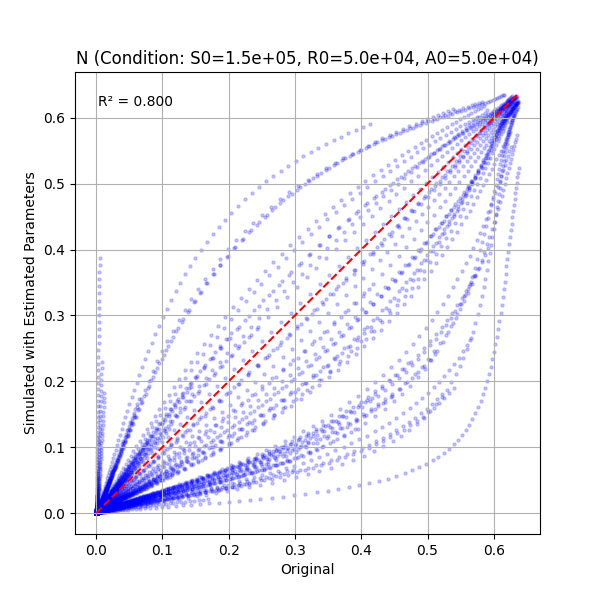 N (Condition: S0=1.5e+05, R0=5.0e+04, A0=5.0e+04)
R² = 0.800
0.6
0.5
0.4
0.3
0.2
0.1
0.0
Simulated with Estimated Parameters
0.0 0.1 0.2 0.3 0.4 0.5 0.6
Original